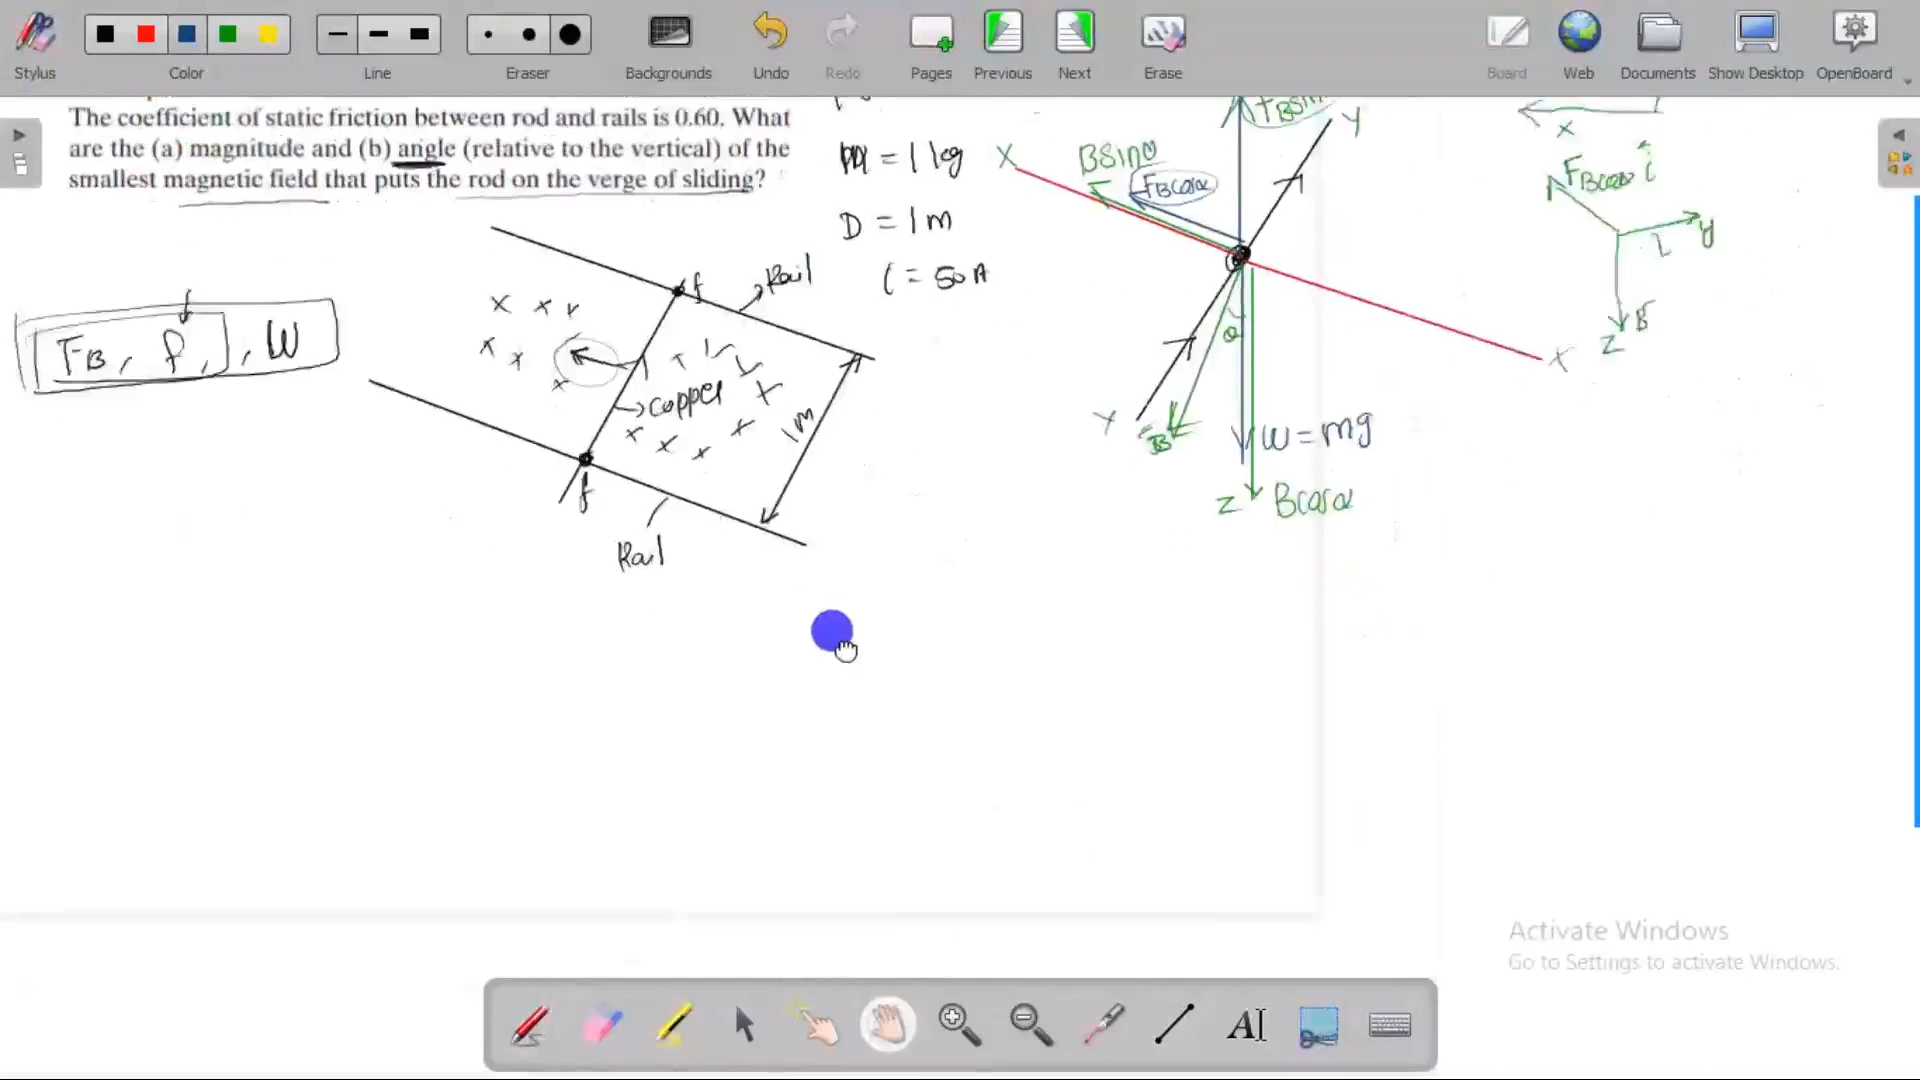 Stylus Color Line Eraser Backgrounds Undo Redo Pages Previous Next Erase Board Web Documents Show Desktop OpenBoard
The coefficient of static friction between rod and rails is 0.60. What
are the (a) magnitude and (b) angle (relative to the vertical) of the
smallest magnetic field that puts the rod on the verge of sliding?
m = 1 kg
D = 1 m
i = 50 A
FB, f, , W
f
Rail
copper
1m
f
Rail
FBsin
Y
X
Bsinθ
FBcosα
θ
Y
B
W = mg
Z
Bcosα
X
x
FBcosα i
L
y
B
Z
Activate Windows
Go to Settings to activate Windows.
AI